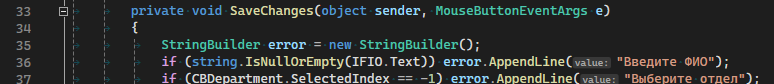 33 private void SaveChanges(object sender, MouseButtonEventArgs e)
34 {
35 StringBuilder error = new StringBuilder();
36 if (string.IsNullOrEmpty(IFIO.Text)) error.AppendLine(value: "Введите ФИО");
37 if (CBDepartment.SelectedIndex == -1) error.AppendLine(value: "Выберите отдел");